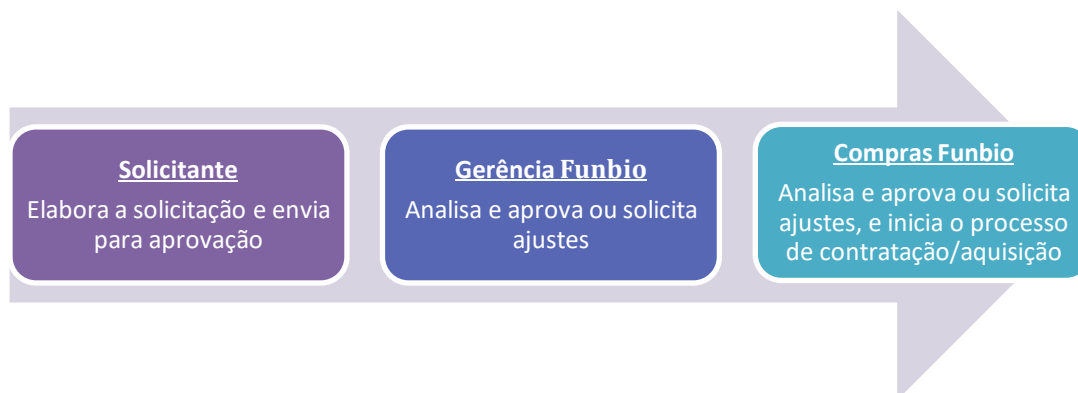 Solicitante
Elabora a solicitação e envia
para aprovação
Gerência Funbio
Analisa e aprova ou solicita
ajustes
Compras Funbio
Analisa e aprova ou solicita
ajustes, e inicia o processo
de contratação/aquisição